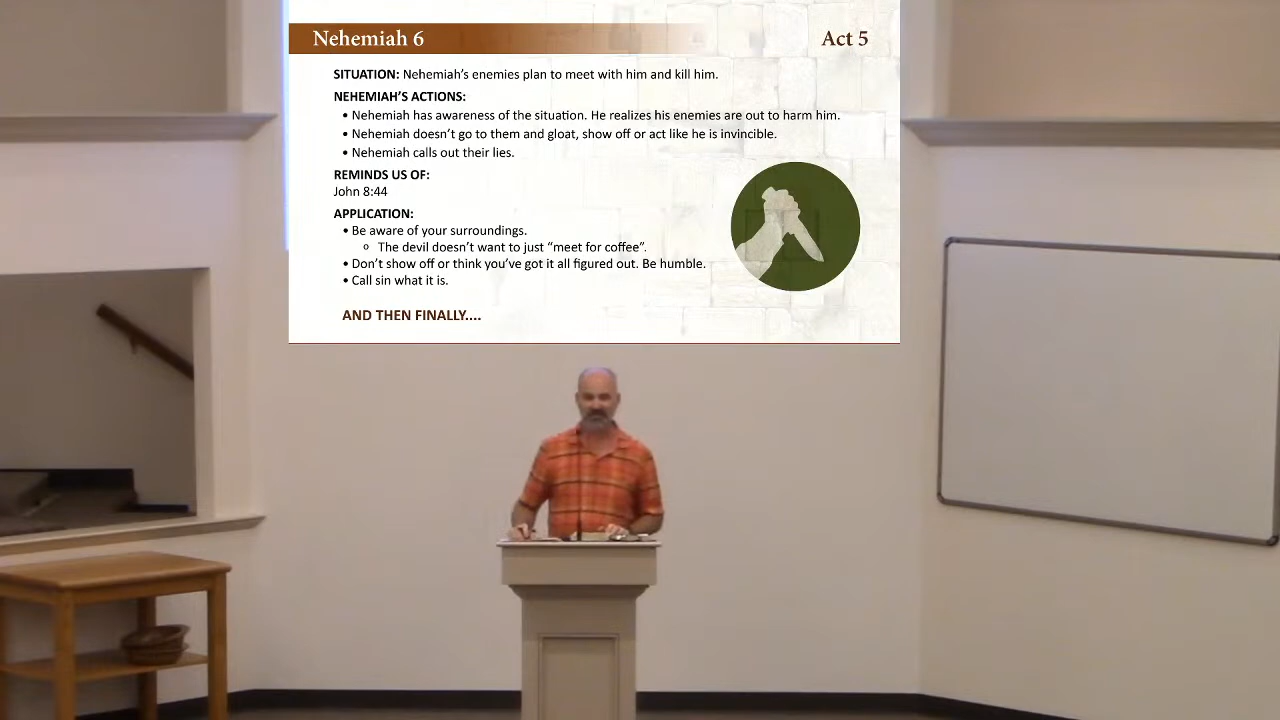 Nehemiah 6
Act 5
SITUATION: Nehemiah's enemies plan to meet with him and kill him.
NEHEMIAH'S ACTIONS:
• Nehemiah has awareness of the situation. He realizes his enemies are out to harm him.
• Nehemiah doesn't go to them and gloat, show off or act like he is invincible.
• Nehemiah calls out their lies.
REMINDS US OF:
John 8:44
APPLICATION:
• Be aware of your surroundings.
○ The devil doesn't want to just "meet for coffee".
• Don't show off or think you've got it all figured out. Be humble.
• Call sin what it is.
AND THEN FINALLY....